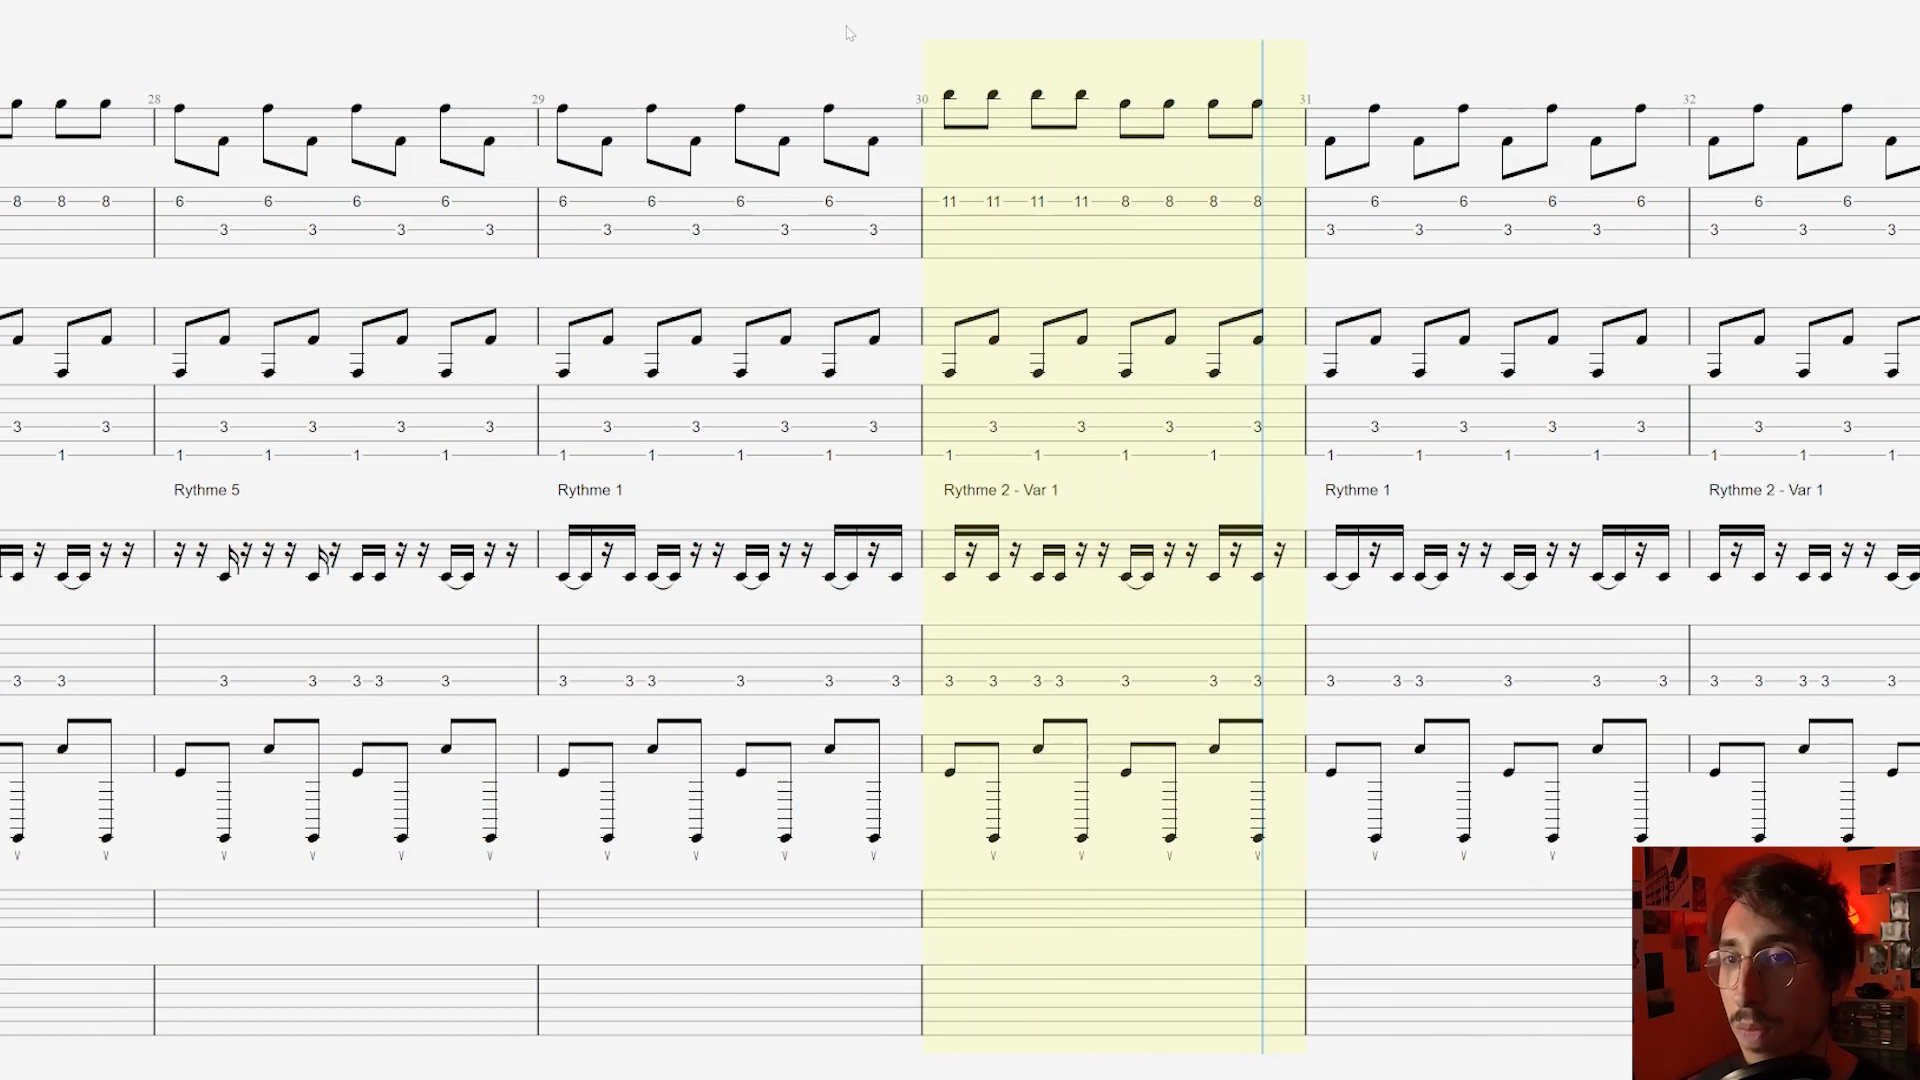 28 29 30 31 32
8 8 8 6 6 6 6 6 6 6 6 11 11 11 11 8 8 8 8 6 6 6 6 6 6
3 3 3 3 3 3 3 3 3 3 3 3 3 3 3
3 3 3 3 3 3 3 3 3 3 3 3 3 3 3 3 3 3 3 3
1 1 1 1 1 1 1 1 1 1 1 1 1 1 1 1 1 1 1 1
Rythme 5 Rythme 1 Rythme 2 - Var 1 Rythme 1 Rythme 2 - Var 1
3 3 3 3 3 3 3 3 3 3 3 3 3 3 3 3 3 3 3 3 3 3 3 3 3 3 3 3 3 3 3 3